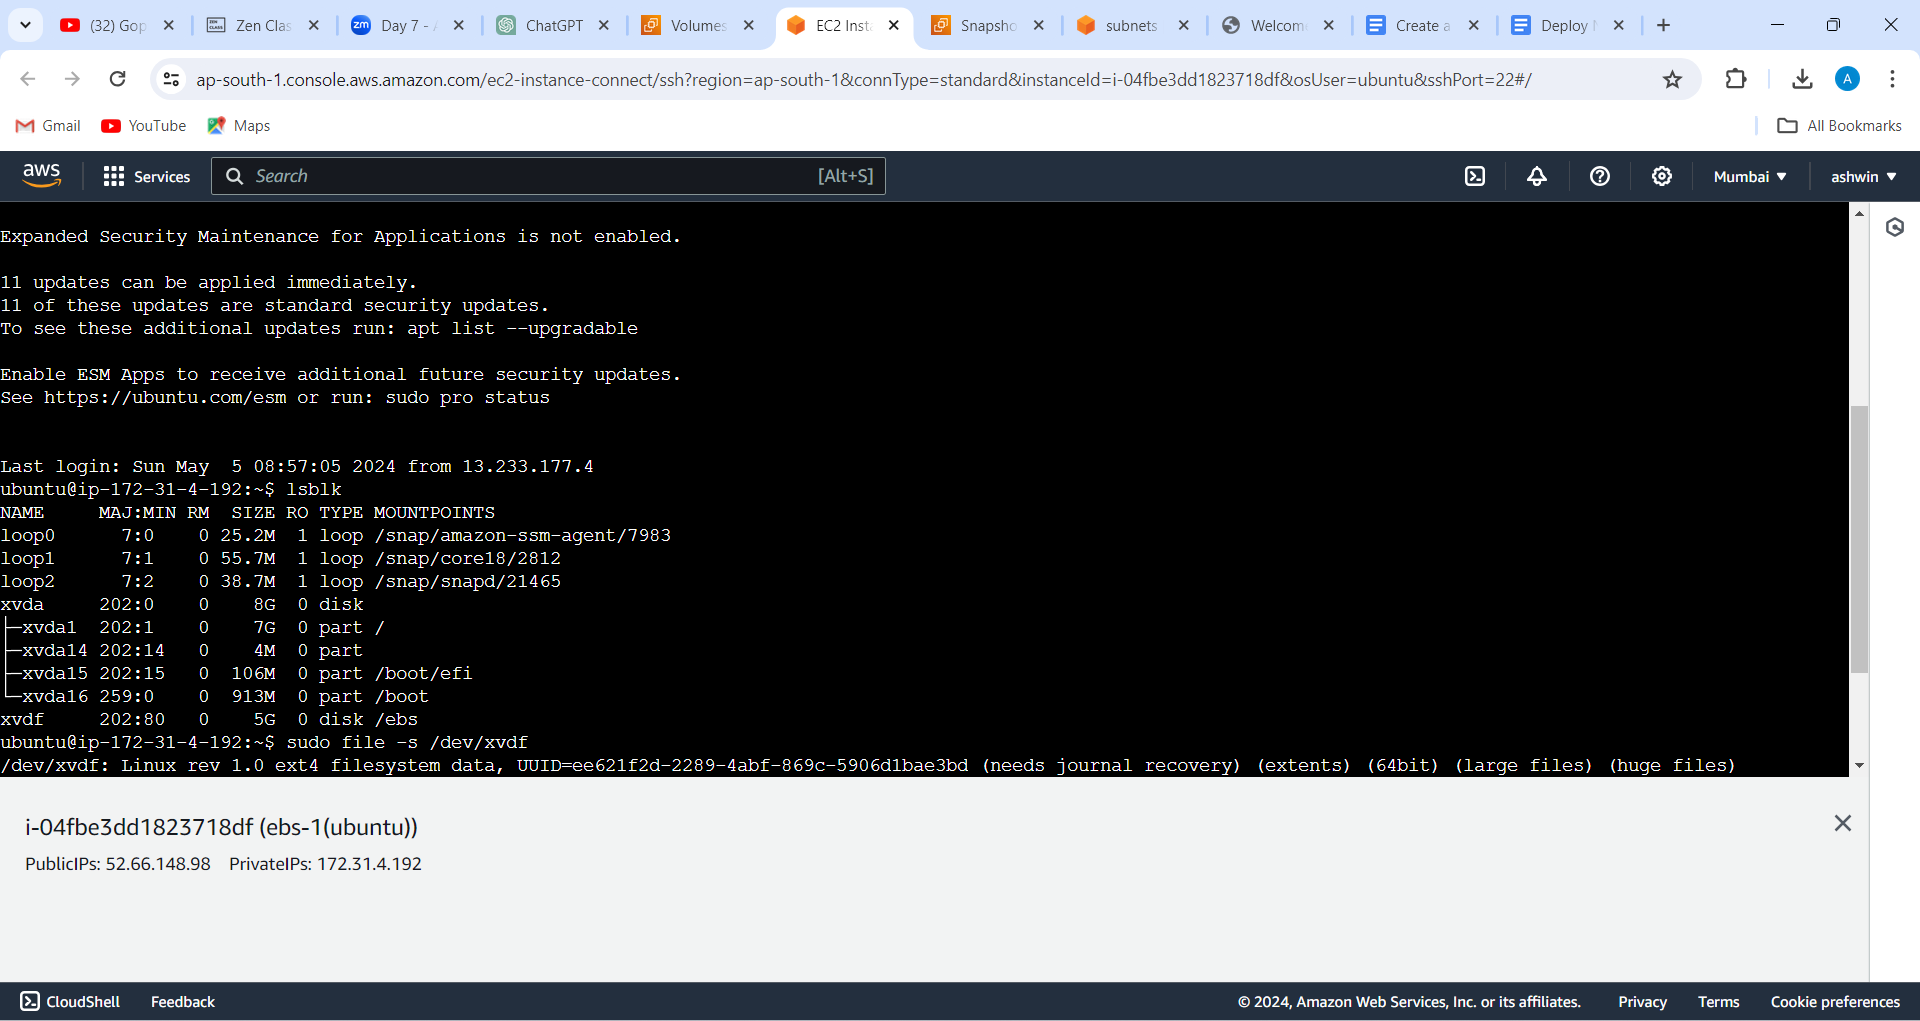 (32) Gop
Zen Clas
zm Day 7 - A
ChatGPT
Volumes
EC2 Insta
Snapsho
subnets
Welcom
Create a
Deploy
ap-south-1.console.aws.amazon.com/ec2-instance-connect/ssh?region=ap-south-1&connType=standard&instanceId=i-04fbe3dd1823718df&osUser=ubuntu&sshPort=22#/
A
Gmail YouTube Maps All Bookmarks
aws Services Search [Alt+S] Mumbai ashwin
Expanded Security Maintenance for Applications is not enabled.
11 updates can be applied immediately.
11 of these updates are standard security updates.
To see these additional updates run: apt list --upgradable
Enable ESM Apps to receive additional future security updates.
See https://ubuntu.com/esm or run: sudo pro status
Last login: Sun May  5 08:57:05 2024 from 13.233.177.4
ubuntu@ip-172-31-4-192:~$ lsblk
NAME     MAJ:MIN RM  SIZE RO TYPE MOUNTPOINTS
loop0      7:0    0 25.2M  1 loop /snap/amazon-ssm-agent/7983
loop1      7:1    0 55.7M  1 loop /snap/core18/2812
loop2      7:2    0 38.7M  1 loop /snap/snapd/21465
xvda     202:0    0    8G  0 disk
├─xvda1  202:1    0    7G  0 part /
├─xvda14 202:14   0    4M  0 part
├─xvda15 202:15   0  106M  0 part /boot/efi
└─xvda16 259:0    0  913M  0 part /boot
xvdf     202:80   0    5G  0 disk /ebs
ubuntu@ip-172-31-4-192:~$ sudo file -s /dev/xvdf
/dev/xvdf: Linux rev 1.0 ext4 filesystem data, UUID=ee621f2d-2289-4abf-869c-5906d1bae3bd (needs journal recovery) (extents) (64bit) (large files) (huge files)
i-04fbe3dd1823718df (ebs-1(ubuntu))
PublicIPs: 52.66.148.98 PrivateIPs: 172.31.4.192
CloudShell Feedback © 2024, Amazon Web Services, Inc. or its affiliates. Privacy Terms Cookie preferences